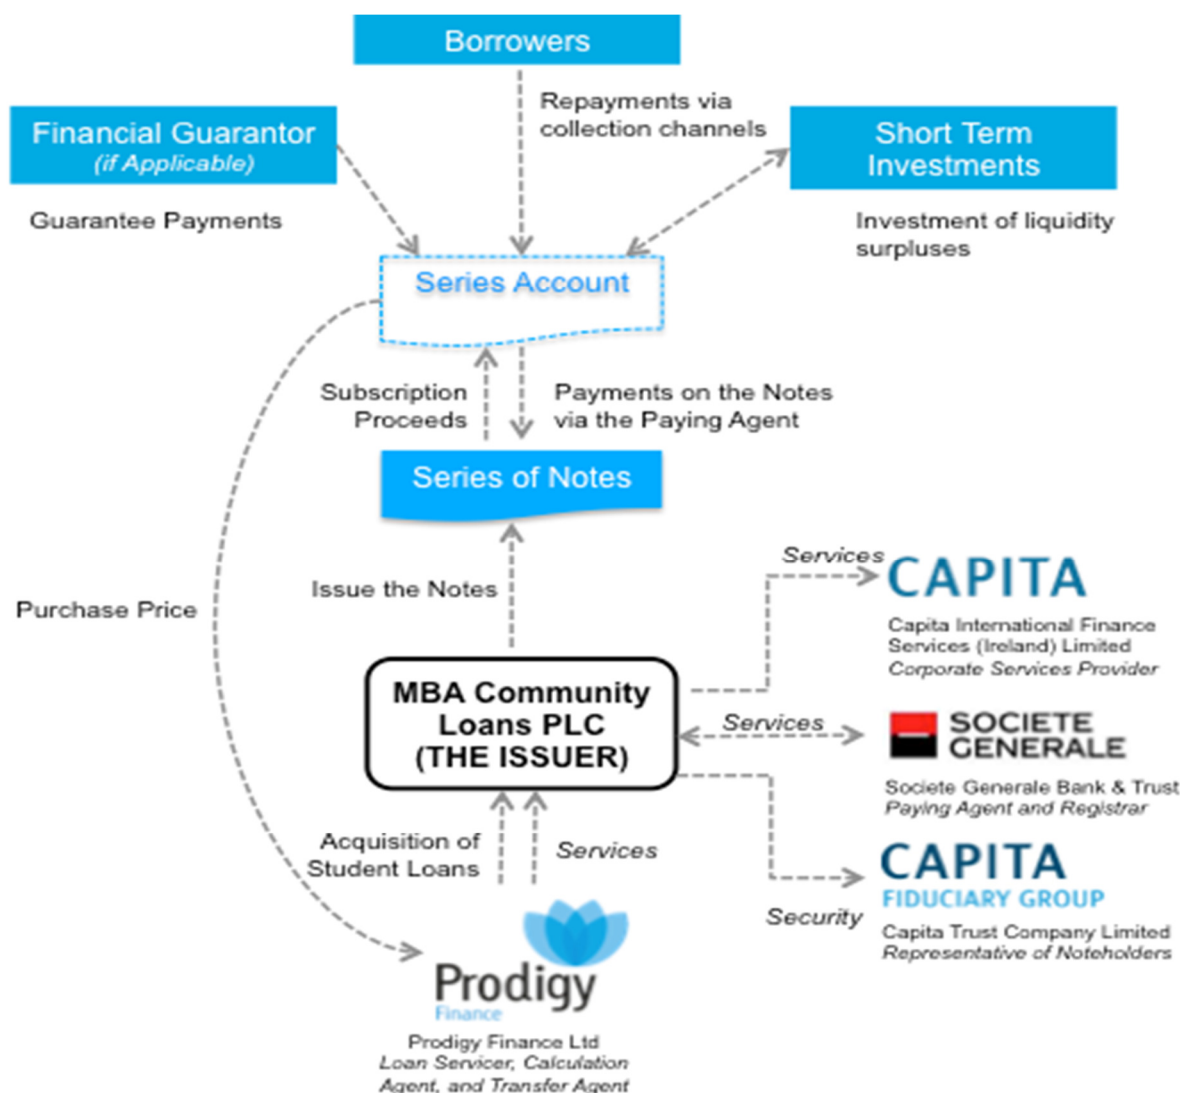 Borrowers
Repayments via
collection channels
Financial Guarantor
(if Applicable)
Guarantee Payments
Short Term
Investments
Investment of liquidity
surpluses
Series Account
Subscription
Proceeds
Payments on the Notes
via the Paying Agent
Series of Notes
Issue the Notes
Purchase Price
MBA Community
Loans PLC
(THE ISSUER)
Services
CAPITA
Capita International Finance
Services (Ireland) Limited
Corporate Services Provider
Services
SOCIETE
GENERALE
Societe Generale Bank & Trust
Paying Agent and Registrar
Security
CAPITA
FIDUCIARY GROUP
Capita Trust Company Limited
Representative of Noteholders
Acquisition of
Student Loans
Services
Prodigy
Finance
Prodigy Finance Ltd
Loan Servicer, Calculation
Agent, and Transfer Agent